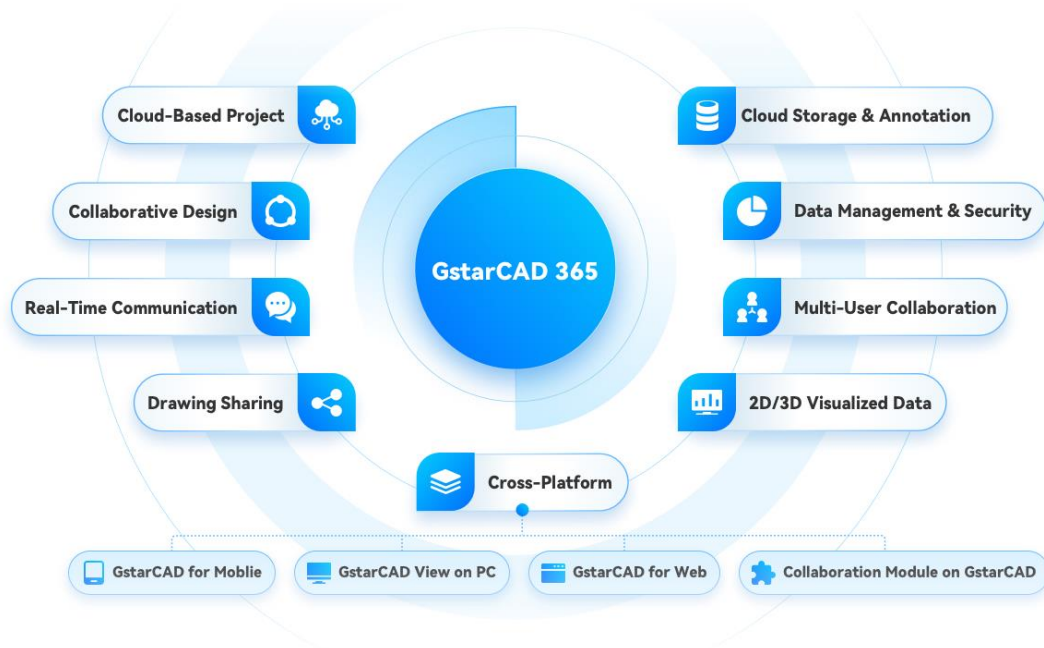 Cloud-Based Project
Cloud Storage & Annotation
Collaborative Design
Data Management & Security
GstarCAD 365
Real-Time Communication
Multi-User Collaboration
Drawing Sharing
2D/3D Visualized Data
Cross-Platform
GstarCAD for Moblie
GstarCAD View on PC
GstarCAD for Web
Collaboration Module on GstarCAD